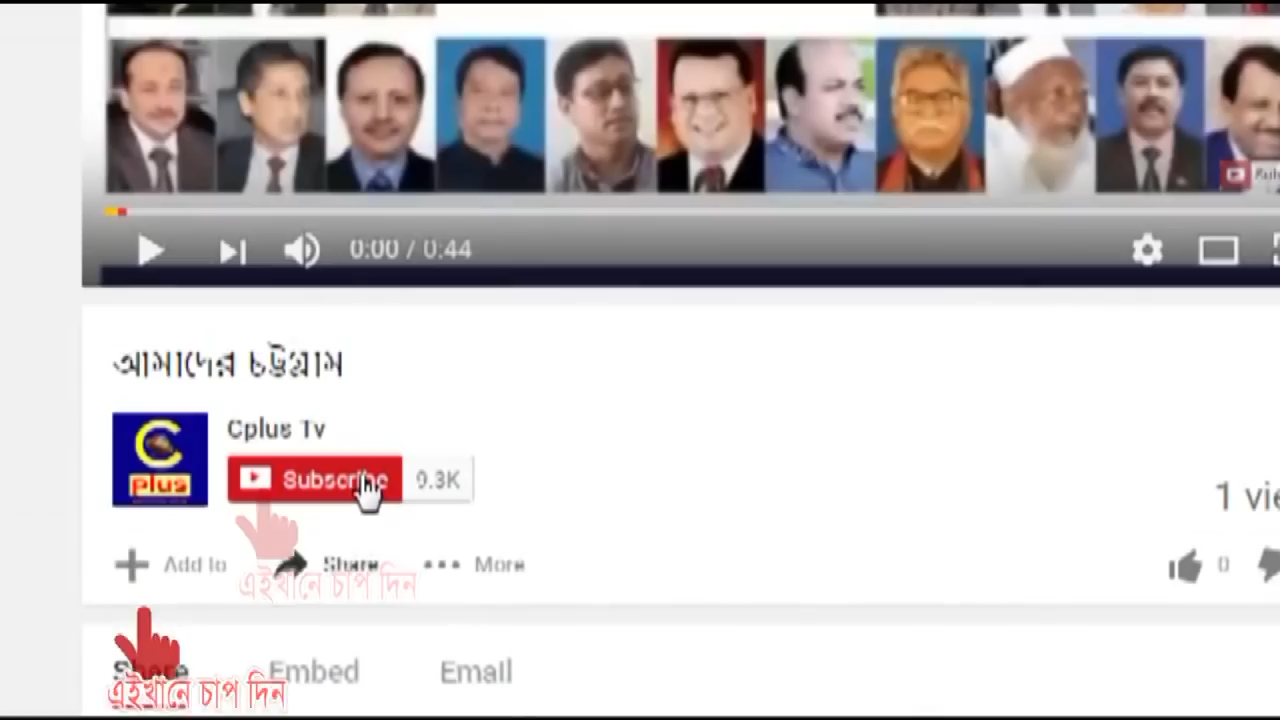 0:00 / 0:44
আমাদের চট্টগ্রাম
C
plus
Cplus Tv
Subscribe 9.3K
1
Add to Share More 0
এইখানে চাপ দিন
Share Embed Email
এইখানে চাপ দিন